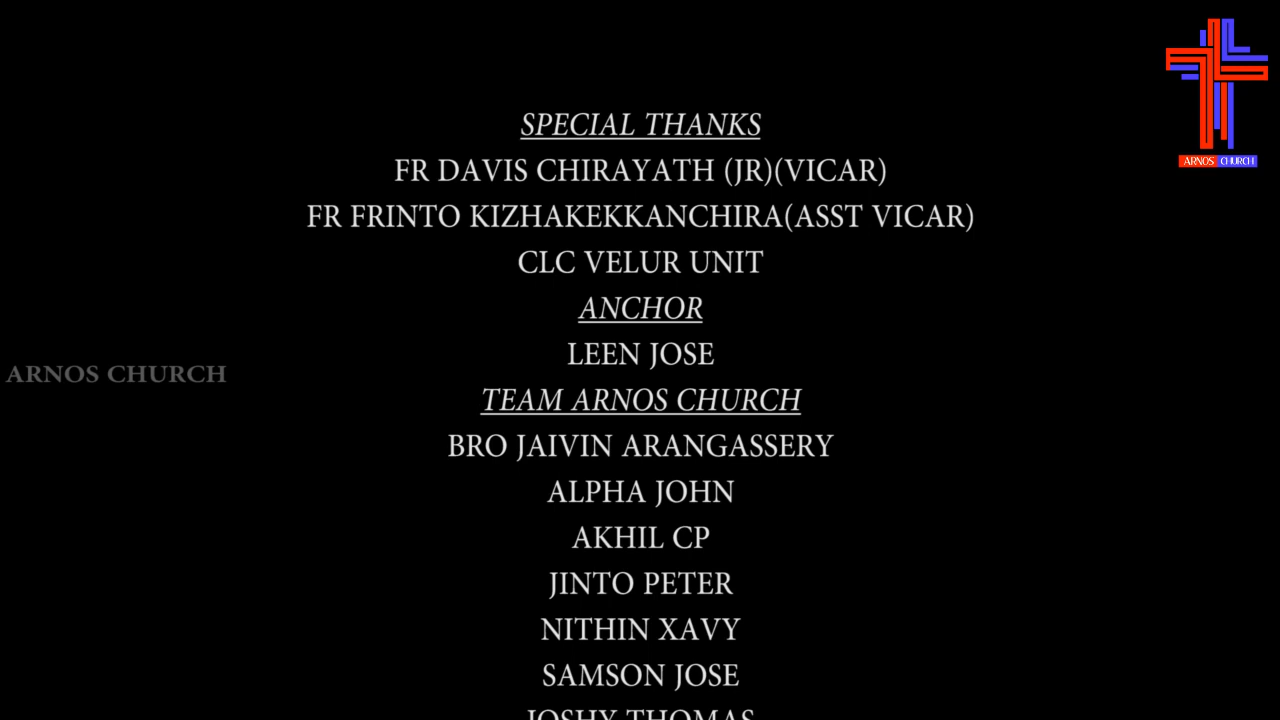 ARNOS CHURCH
SPECIAL THANKS
FR DAVIS CHIRAYATH (JR)(VICAR)
FR FRINTO KIZHAKEKKANCHIRA(ASST VICAR)
CLC VELUR UNIT
ANCHOR
LEEN JOSE
ARNOS CHURCH
TEAM ARNOS CHURCH
BRO JAIVIN ARANGASSERY
ALPHA JOHN
AKHIL CP
JINTO PETER
NITHIN XAVY
SAMSON JOSE
JOSHY THOMAS